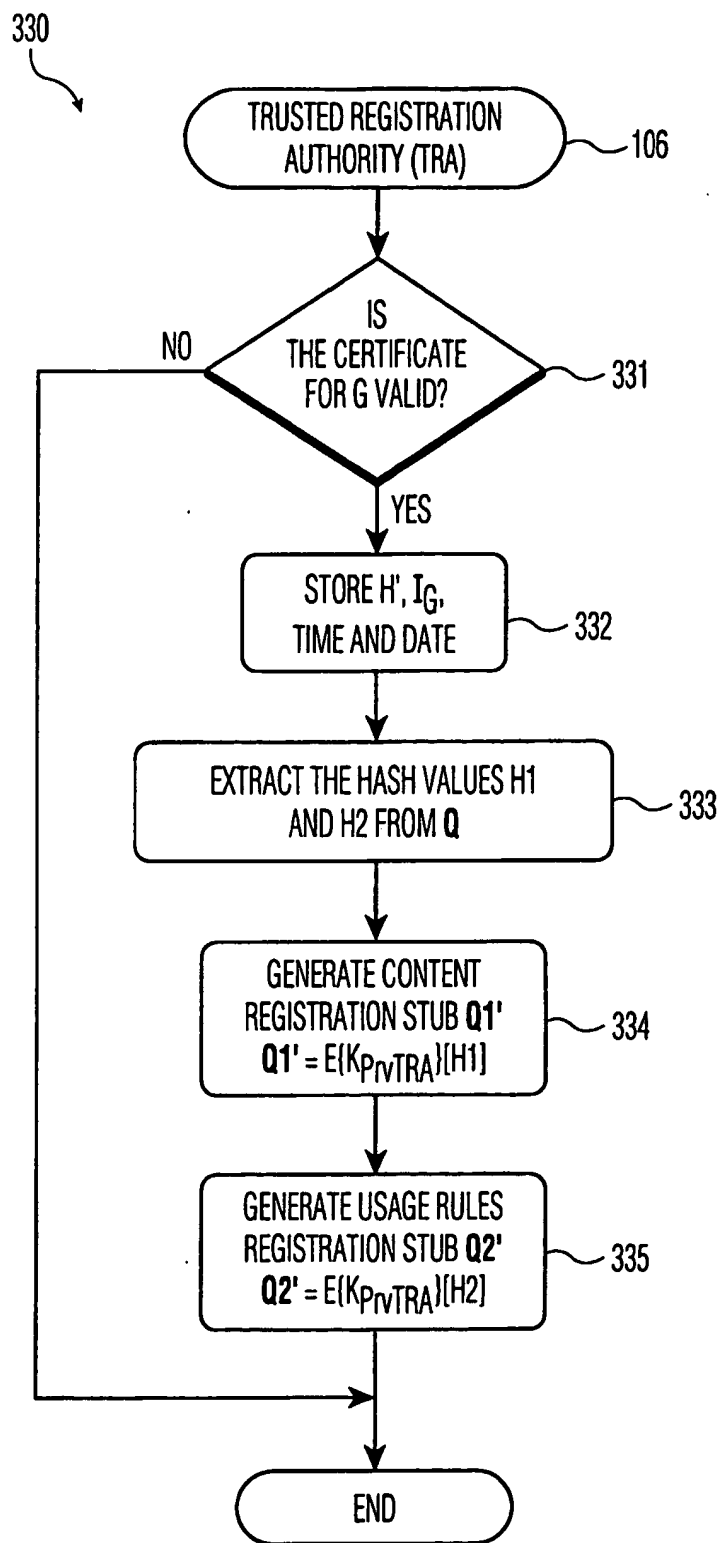 330
TRUSTED REGISTRATION
AUTHORITY (TRA)
106
IS
THE CERTIFICATE
FOR G VALID?
NO
331
YES
STORE H', IG,
TIME AND DATE
332
EXTRACT THE HASH VALUES H1
AND H2 FROM Q
333
GENERATE CONTENT
REGISTRATION STUB Q1'
Q1' = E{KPrvTRA}[H1]
334
GENERATE USAGE RULES
REGISTRATION STUB Q2'
Q2' = E{KPrvTRA}[H2]
335
END